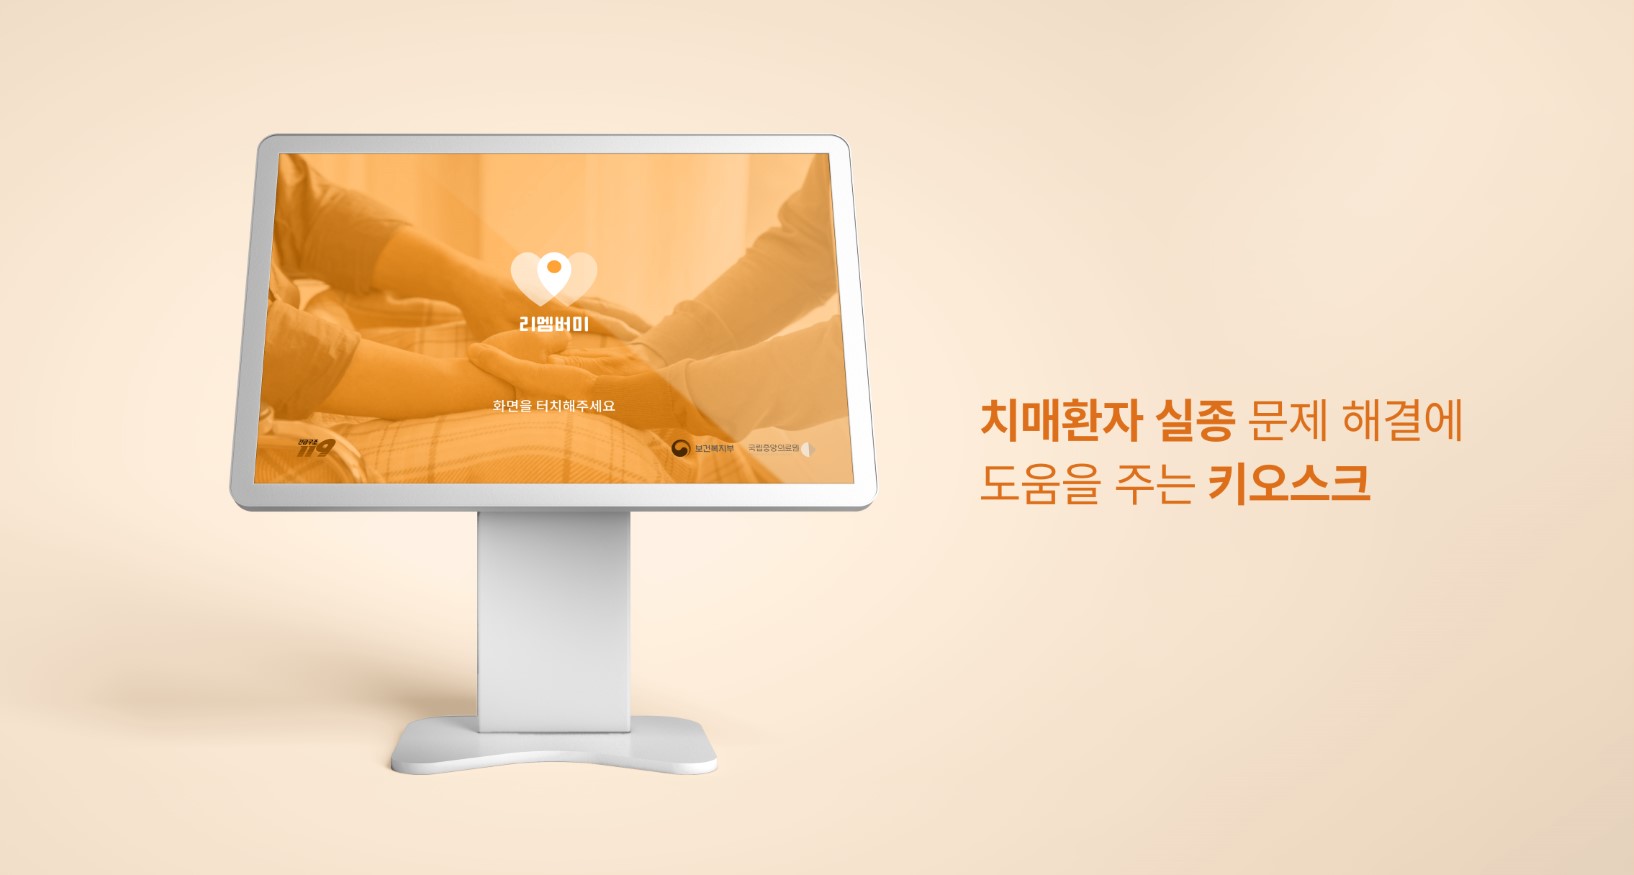 리멤버미
화면을 터치해주세요
119
보건복지부
국립중앙의료원
치매환자 실종 문제 해결에
도움을 주는 키오스크